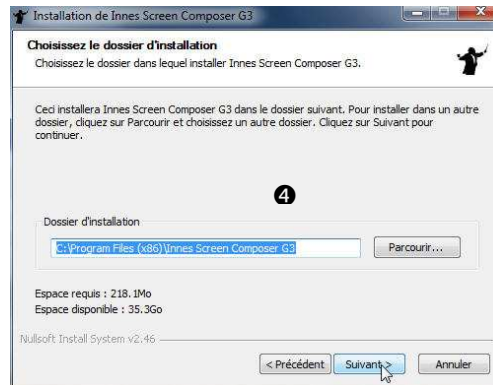 Installation de Innes Screen Composer G3
Choisissez le dossier d'installation
Choisissez le dossier dans lequel installer Innes Screen Composer G3.
Ceci installera Innes Screen Composer G3 dans le dossier suivant. Pour installer dans un autre
dossier, cliquez sur Parcourir et choisissez un autre dossier. Cliquez sur Suivant pour
continuer.
❹
Dossier d'installation
C:\Program Files (x86)\Innes Screen Composer G3
Parcourir...
Espace requis : 218.1Mo
Espace disponible : 35.3Go
Nullsoft Install System v2.46
< Précédent Suivant > Annuler